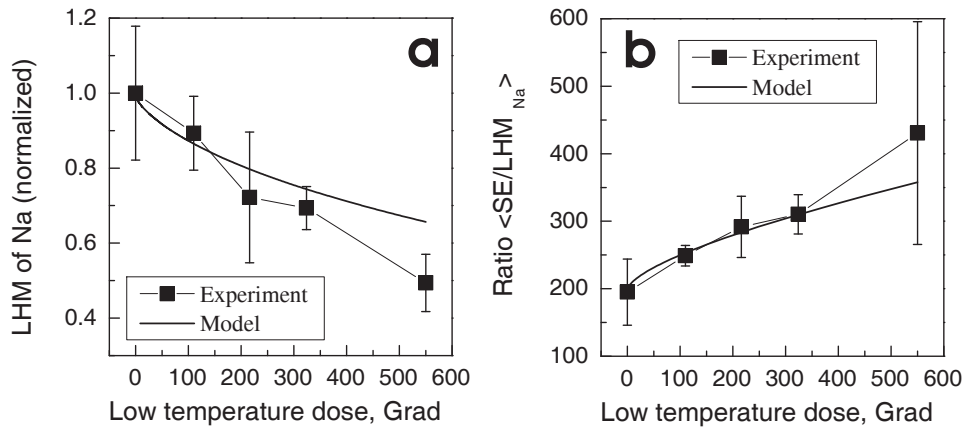 a
LHM of Na (normalized)
1.2
1.0
0.8
0.6
0.4
Experiment
Model
0 100 200 300 400 500 600
Low temperature dose, Grad
b
Ratio <SE/LHM Na >
600
500
400
300
200
100
Experiment
Model
0 100 200 300 400 500 600
Low temperature dose, Grad